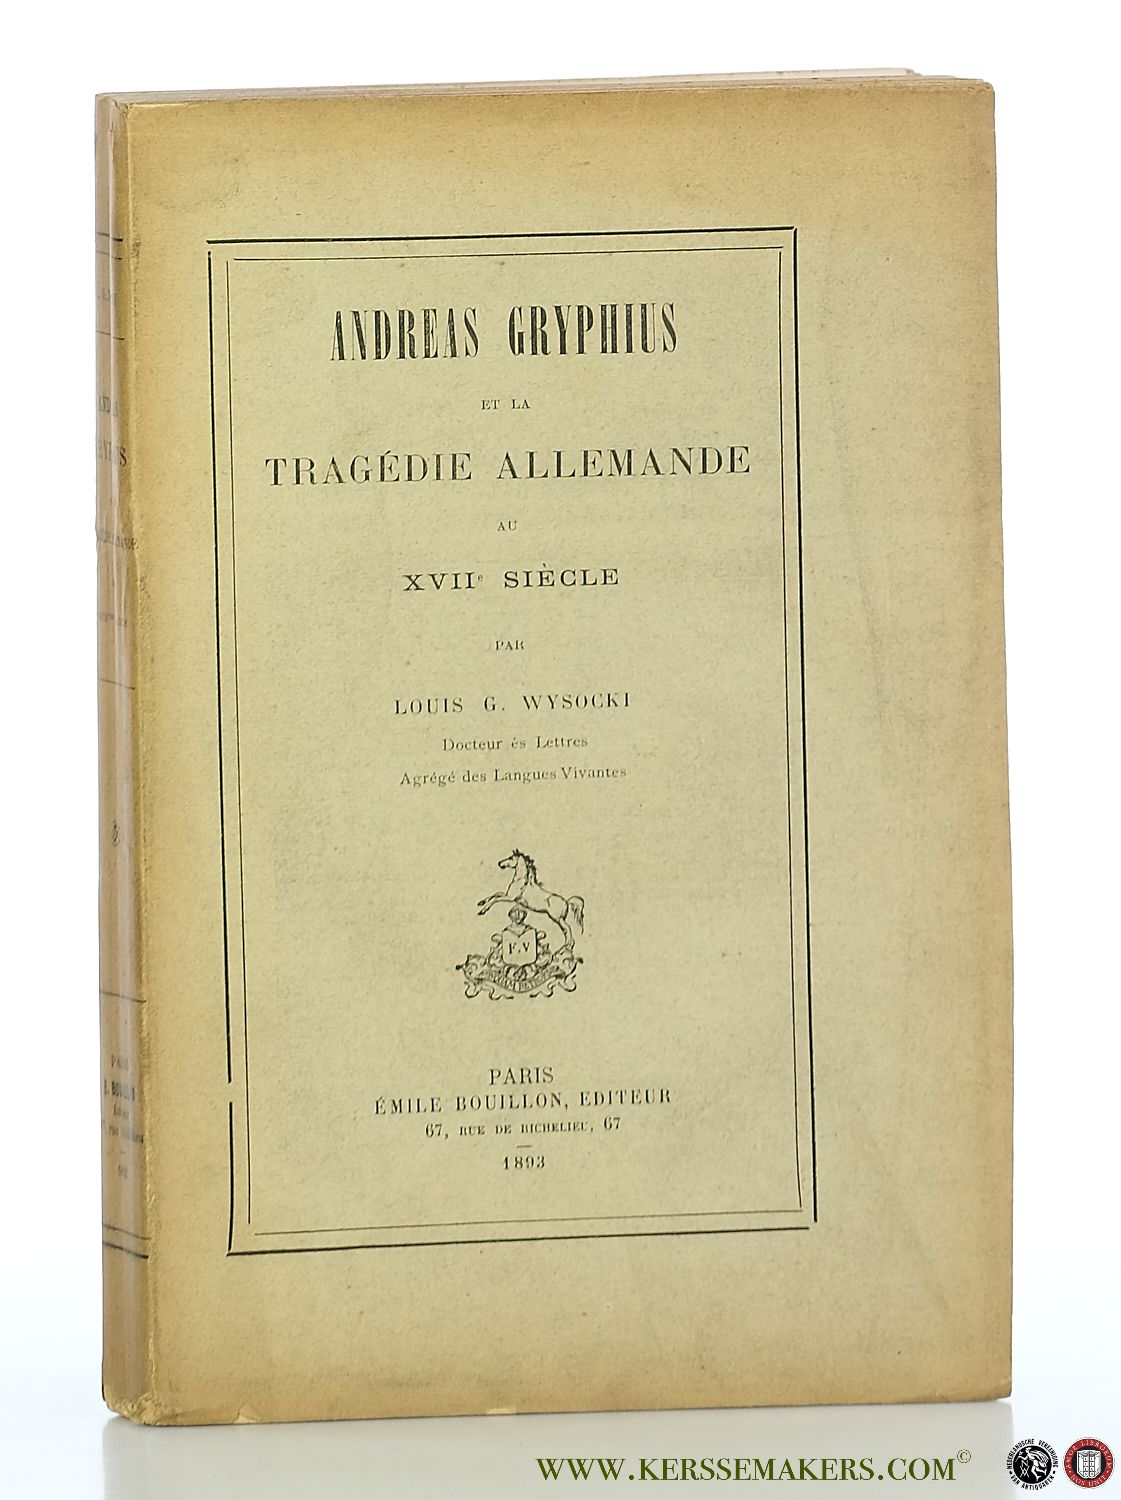 ANDREAS GRYPHIUS
ET LA
TRAGÉDIE ALLEMANDE
AU
XVIIe SIÈCLE
PAR
LOUIS G. WYSOCKI
Docteur ès Lettres
Agrégé des Langues Vivantes
F. V
PARIS
ÉMILE BOUILLON, EDITEUR
67, RUE DE RICHELIEU, 67
1893
WWW.KERSSEMAKERS.COM©